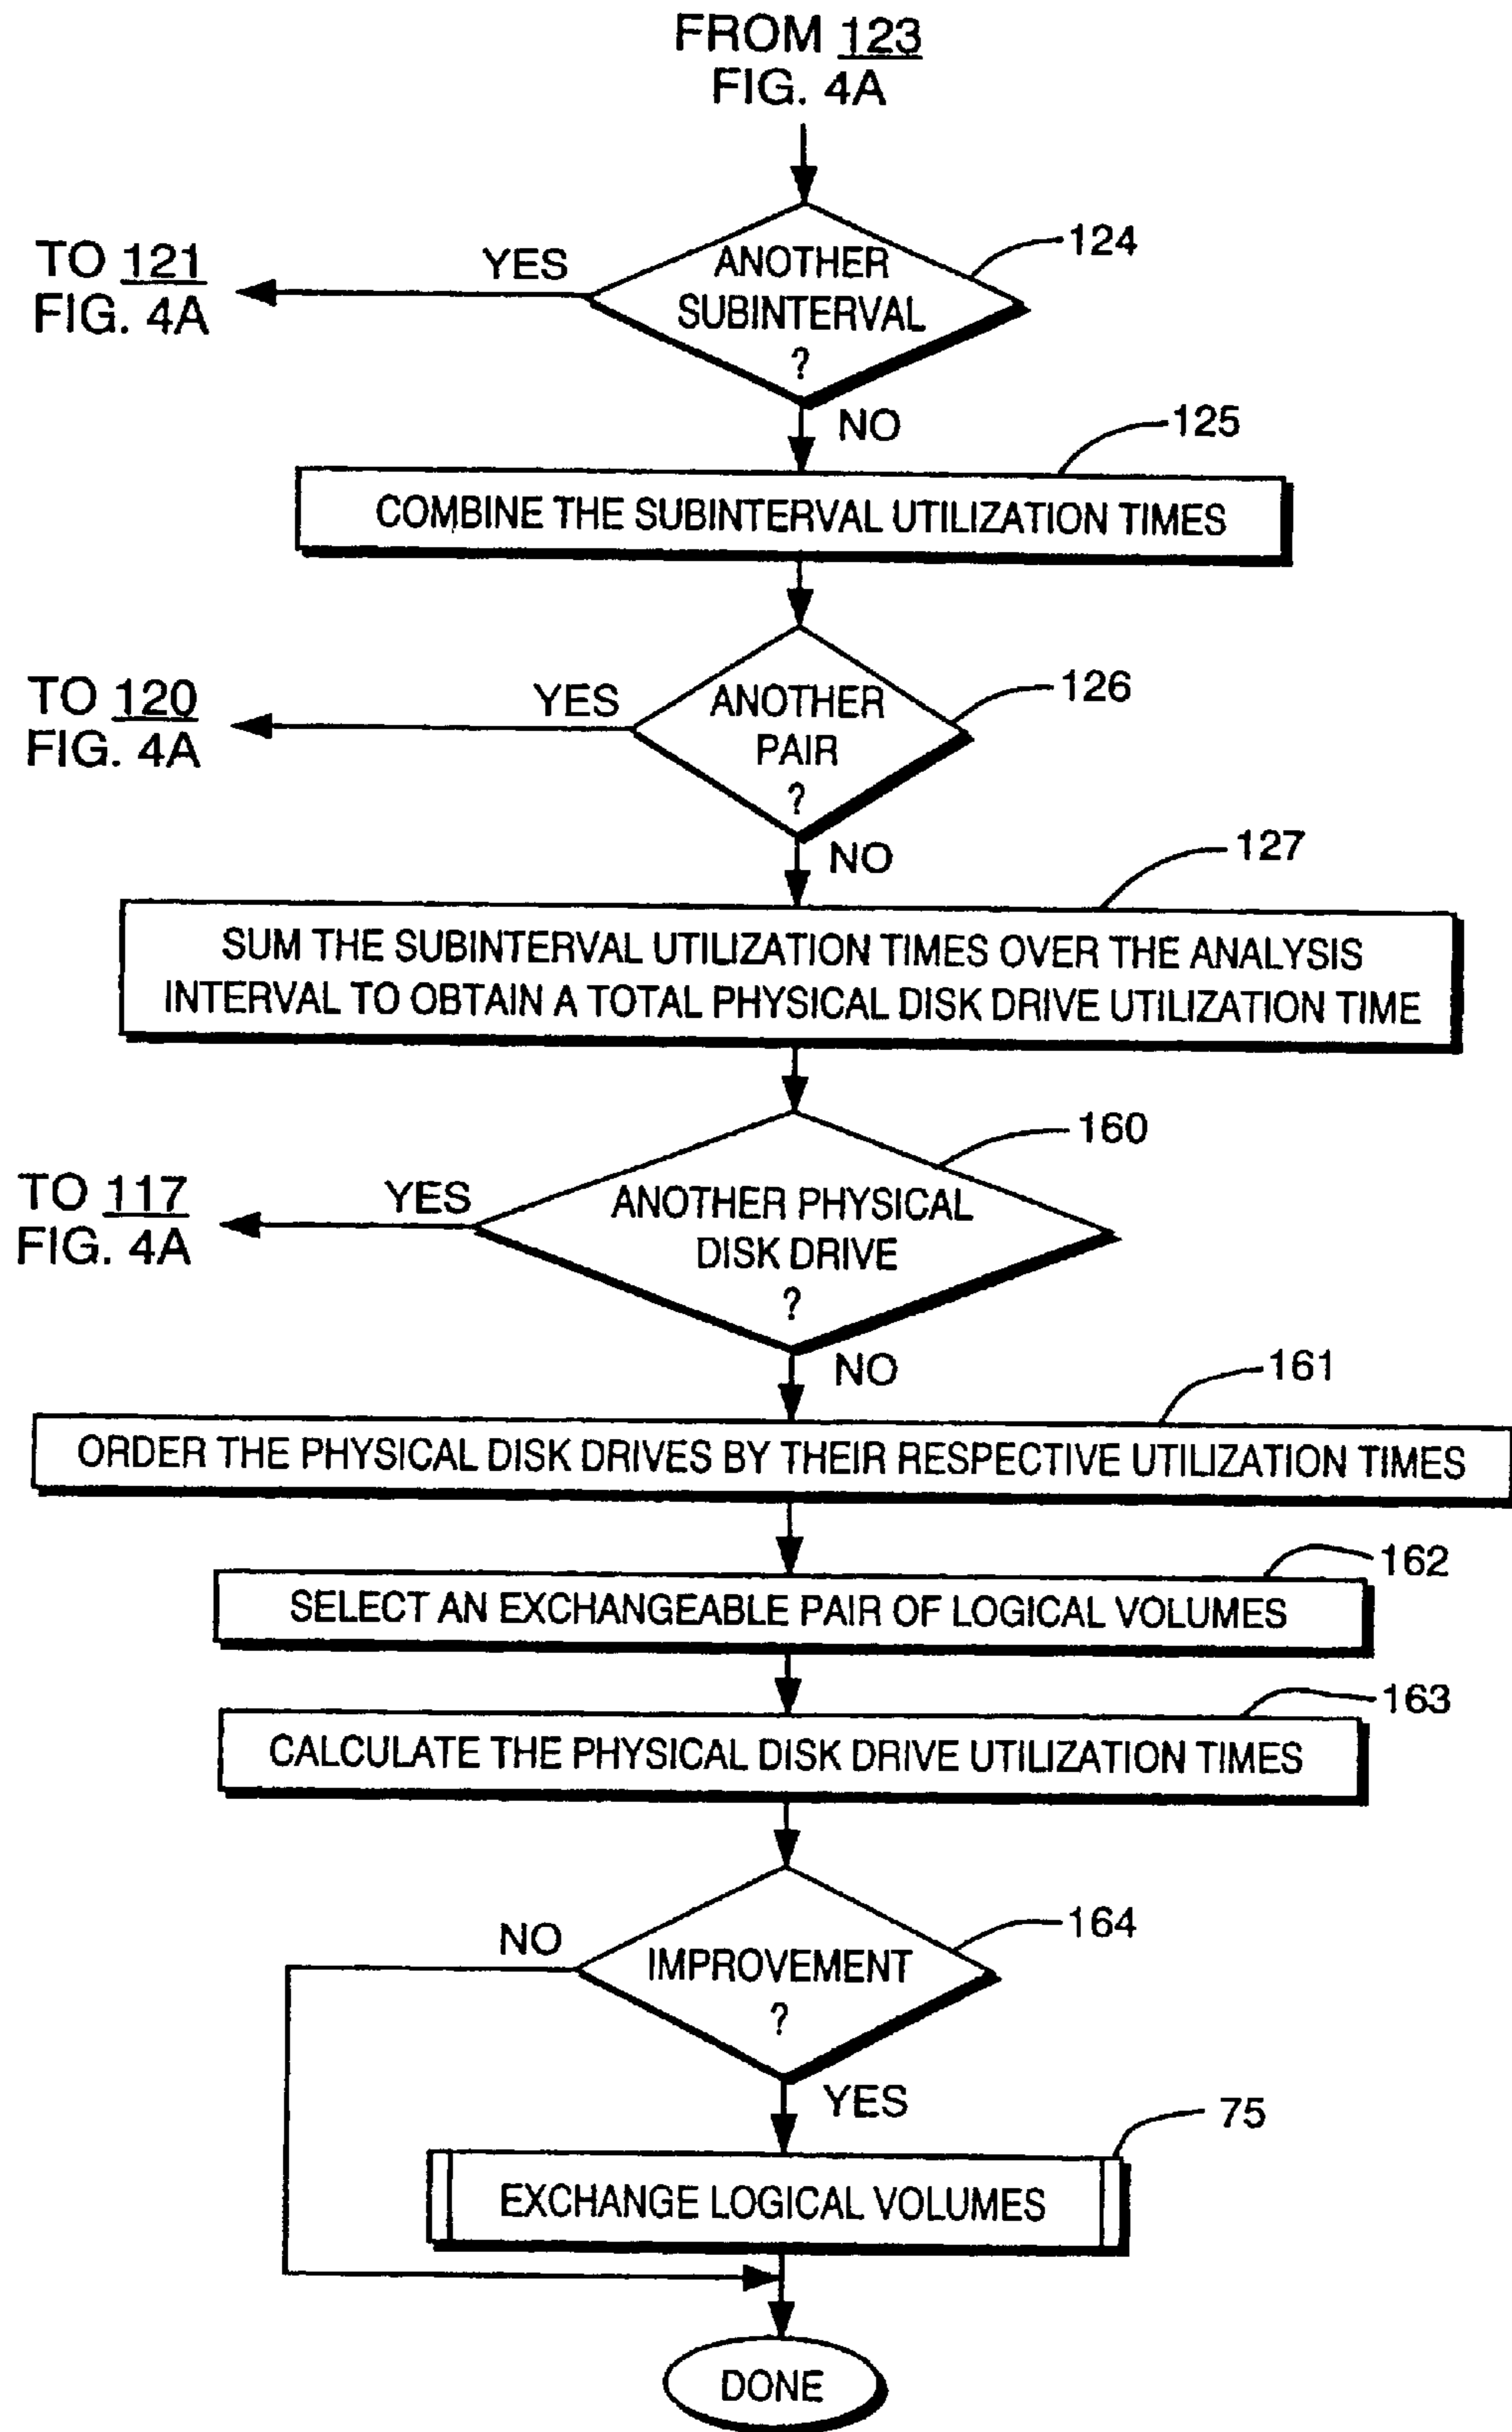 FROM 123
FIG. 4A
124
ANOTHER
SUBINTERVAL
?
YES
TO 121
FIG. 4A
NO
125
COMBINE THE SUBINTERVAL UTILIZATION TIMES
126
ANOTHER
PAIR
?
YES
TO 120
FIG. 4A
NO
127
SUM THE SUBINTERVAL UTILIZATION TIMES OVER THE ANALYSIS
INTERVAL TO OBTAIN A TOTAL PHYSICAL DISK DRIVE UTILIZATION TIME
160
ANOTHER PHYSICAL
DISK DRIVE
?
YES
TO 117
FIG. 4A
NO
161
ORDER THE PHYSICAL DISK DRIVES BY THEIR RESPECTIVE UTILIZATION TIMES
162
SELECT AN EXCHANGEABLE PAIR OF LOGICAL VOLUMES
163
CALCULATE THE PHYSICAL DISK DRIVE UTILIZATION TIMES
164
NO
IMPROVEMENT
?
YES
75
EXCHANGE LOGICAL VOLUMES
DONE